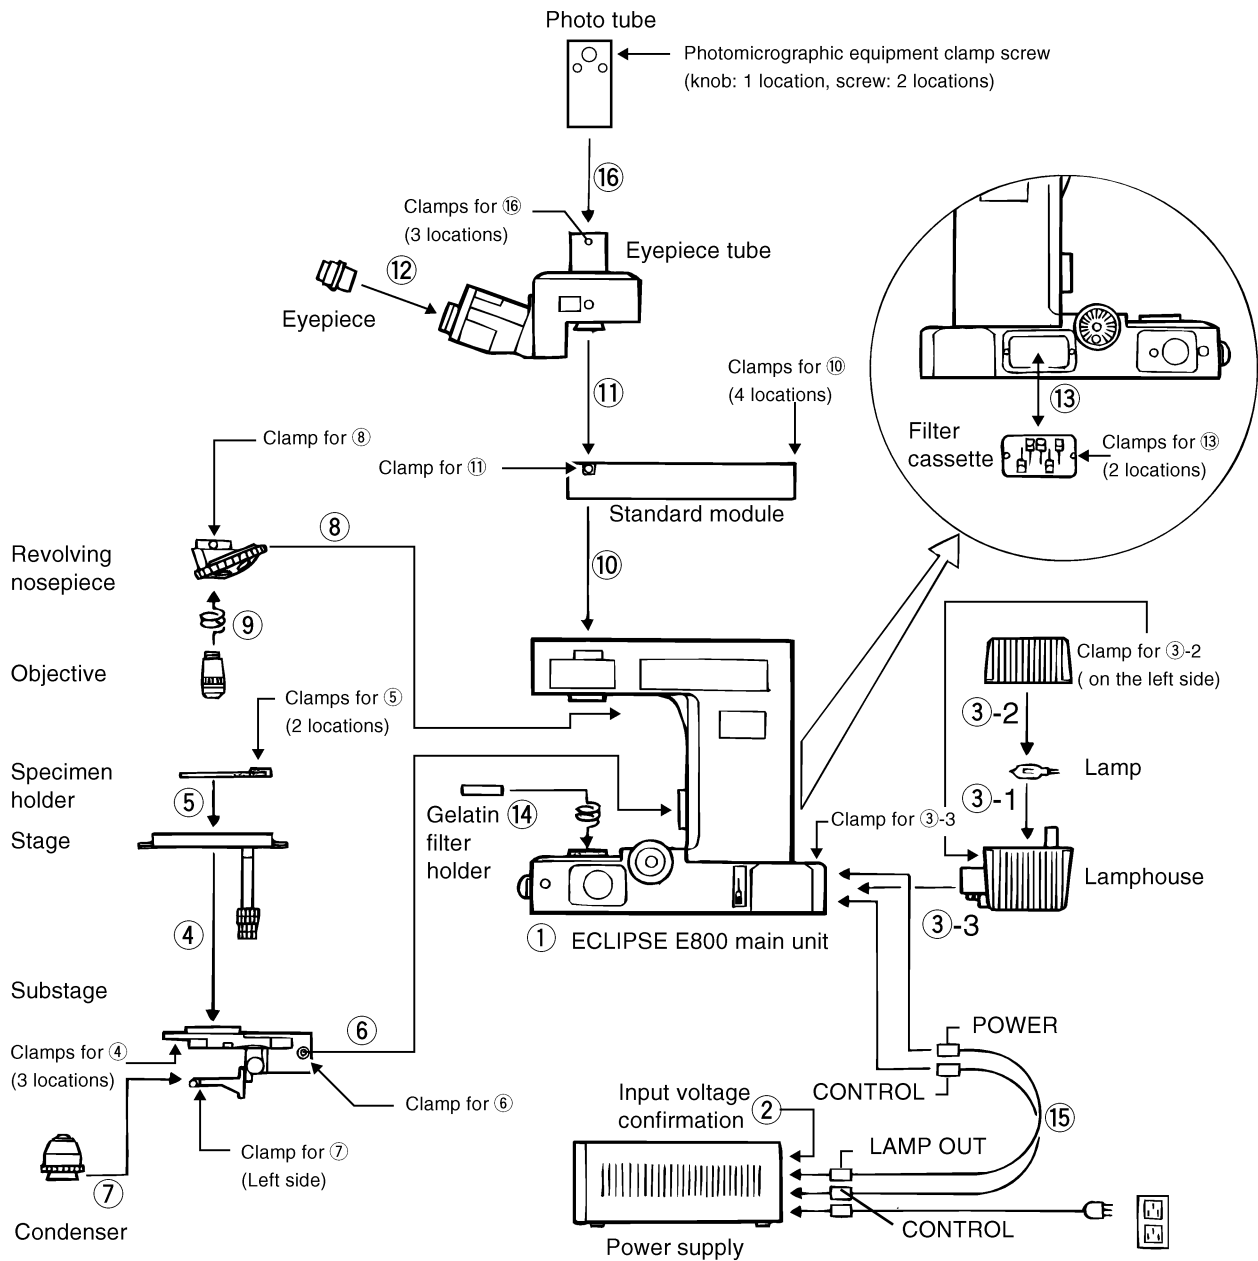 Photo tube
Photomicrographic equipment clamp screw
(knob: 1 location, screw: 2 locations)
⑯
Clamps for ⑯
(3 locations)
Eyepiece tube
⑫
Eyepiece
Clamps for ⑩
(4 locations)
⑪
⑬
Filter
cassette
Clamps for ⑬
(2 locations)
Clamp for ⑧
Clamp for ⑪
Standard module
⑧
Revolving
nosepiece
⑩
⑨
Objective
Clamp for ③-2
( on the left side)
③-2
Clamps for ⑤
(2 locations)
Specimen
holder
⑤
Lamp
③-1
Gelatin
filter
holder
⑭
Clamp for ③-3
Stage
Lamphouse
④
③-3
① ECLIPSE E800 main unit
Substage
⑥
POWER
Clamps for ④
(3 locations)
CONTROL
Clamp for ⑥
Input voltage
confirmation
②
⑮
Clamp for ⑦
(Left side)
LAMP OUT
⑦
Condenser
CONTROL
Power supply